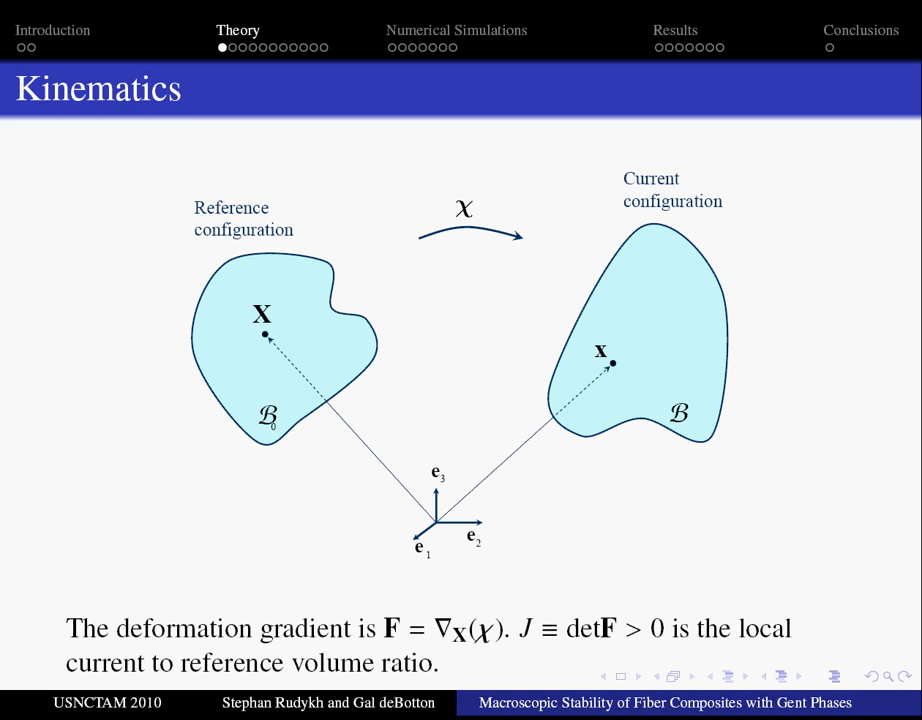 Introduction
Theory
Numerical Simulations
Results
Conclusions
Kinematics
Reference
configuration
χ
Current
configuration
X
x
ℬ₀
ℬ
e₃
e₂
e₁
The deformation gradient is F = ∇_X(χ). J ≡ detF > 0 is the local
current to reference volume ratio.
USNCTAM 2010
Stephan Rudykh and Gal deBotton
Macroscopic Stability of Fiber Composites with Gent Phases